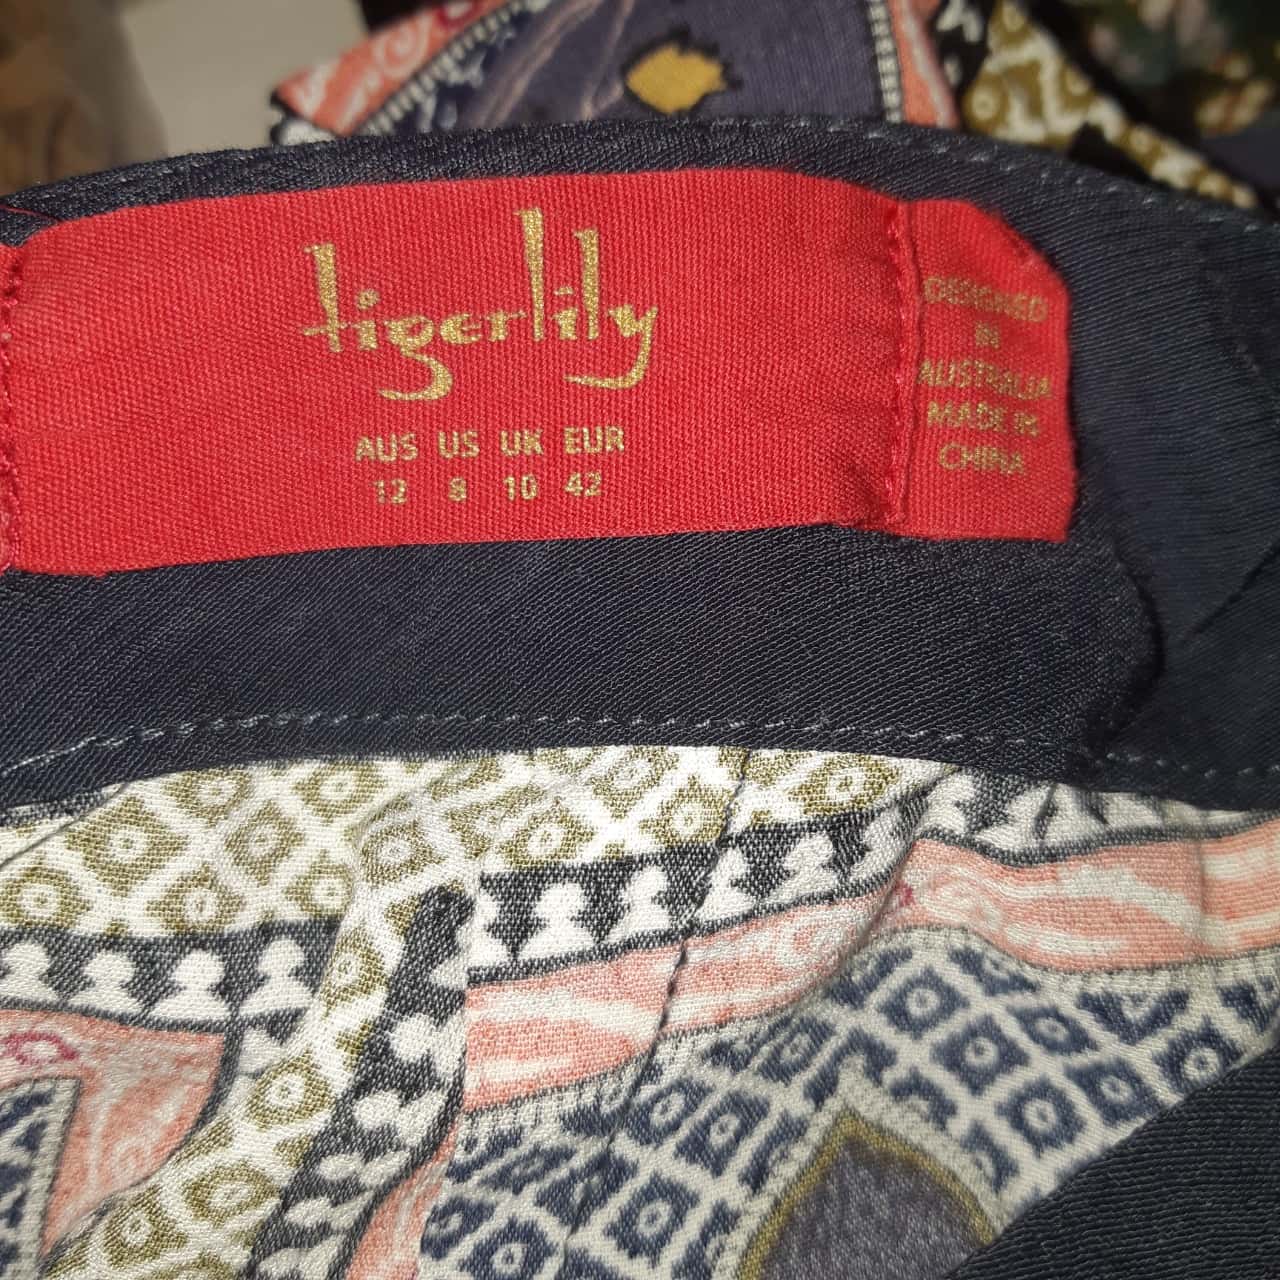 tigerlily
AUS US UK EUR
12 8 10 42
DESIGNED
IN
AUSTRALIA
MADE IN
CHINA